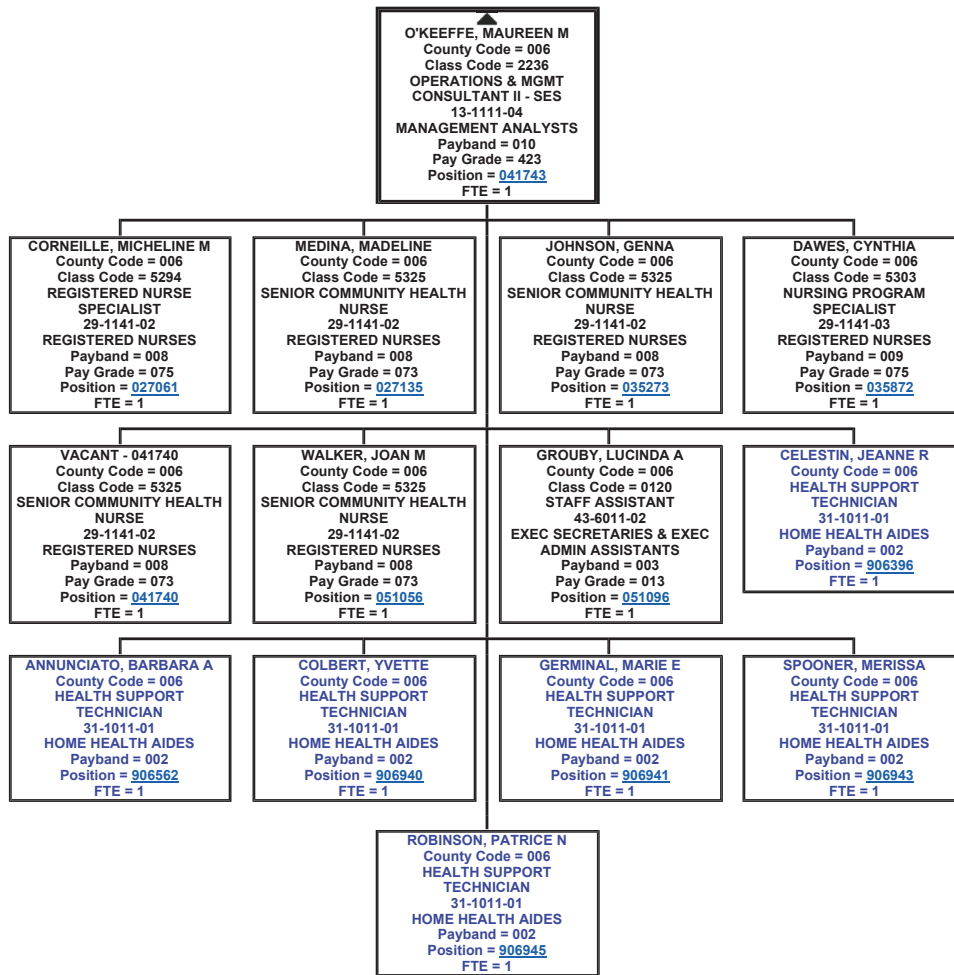 O'KEEFFE, MAUREEN M
County Code = 006
Class Code = 2236
OPERATIONS & MGMT
CONSULTANT II - SES
13-1111-04
MANAGEMENT ANALYSTS
Payband = 010
Pay Grade = 423
Position = 041743
FTE = 1
CORNEILLE, MICHELINE M
County Code = 006
Class Code = 5294
REGISTERED NURSE
SPECIALIST
29-1141-02
REGISTERED NURSES
Payband = 008
Pay Grade = 075
Position = 027061
FTE = 1
MEDINA, MADELINE
County Code = 006
Class Code = 5325
SENIOR COMMUNITY HEALTH
NURSE
29-1141-02
REGISTERED NURSES
Payband = 008
Pay Grade = 073
Position = 027135
FTE = 1
JOHNSON, GENNA
County Code = 006
Class Code = 5325
SENIOR COMMUNITY HEALTH
NURSE
29-1141-02
REGISTERED NURSES
Payband = 008
Pay Grade = 073
Position = 035273
FTE = 1
DAWES, CYNTHIA
County Code = 006
Class Code = 5303
NURSING PROGRAM
SPECIALIST
29-1141-03
REGISTERED NURSES
Payband = 009
Pay Grade = 075
Position = 035872
FTE = 1
VACANT - 041740
County Code = 006
Class Code = 5325
SENIOR COMMUNITY HEALTH
NURSE
29-1141-02
REGISTERED NURSES
Payband = 008
Pay Grade = 073
Position = 041740
FTE = 1
WALKER, JOAN M
County Code = 006
Class Code = 5325
SENIOR COMMUNITY HEALTH
NURSE
29-1141-02
REGISTERED NURSES
Payband = 008
Pay Grade = 073
Position = 051056
FTE = 1
GROUBY, LUCINDA A
County Code = 006
Class Code = 0120
STAFF ASSISTANT
43-6011-02
EXEC SECRETARIES & EXEC
ADMIN ASSISTANTS
Payband = 003
Pay Grade = 013
Position = 051096
FTE = 1
CELESTIN, JEANNE R
County Code = 006
HEALTH SUPPORT
TECHNICIAN
31-1011-01
HOME HEALTH AIDES
Payband = 002
Position = 906396
FTE = 1
ANNUNCIATO, BARBARA A
County Code = 006
HEALTH SUPPORT
TECHNICIAN
31-1011-01
HOME HEALTH AIDES
Payband = 002
Position = 906562
FTE = 1
COLBERT, YVETTE
County Code = 006
HEALTH SUPPORT
TECHNICIAN
31-1011-01
HOME HEALTH AIDES
Payband = 002
Position = 906940
FTE = 1
GERMINAL, MARIE E
County Code = 006
HEALTH SUPPORT
TECHNICIAN
31-1011-01
HOME HEALTH AIDES
Payband = 002
Position = 906941
FTE = 1
SPOONER, MERISSA
County Code = 006
HEALTH SUPPORT
TECHNICIAN
31-1011-01
HOME HEALTH AIDES
Payband = 002
Position = 906943
FTE = 1
ROBINSON, PATRICE N
County Code = 006
HEALTH SUPPORT
TECHNICIAN
31-1011-01
HOME HEALTH AIDES
Payband = 002
Position = 906945
FTE = 1